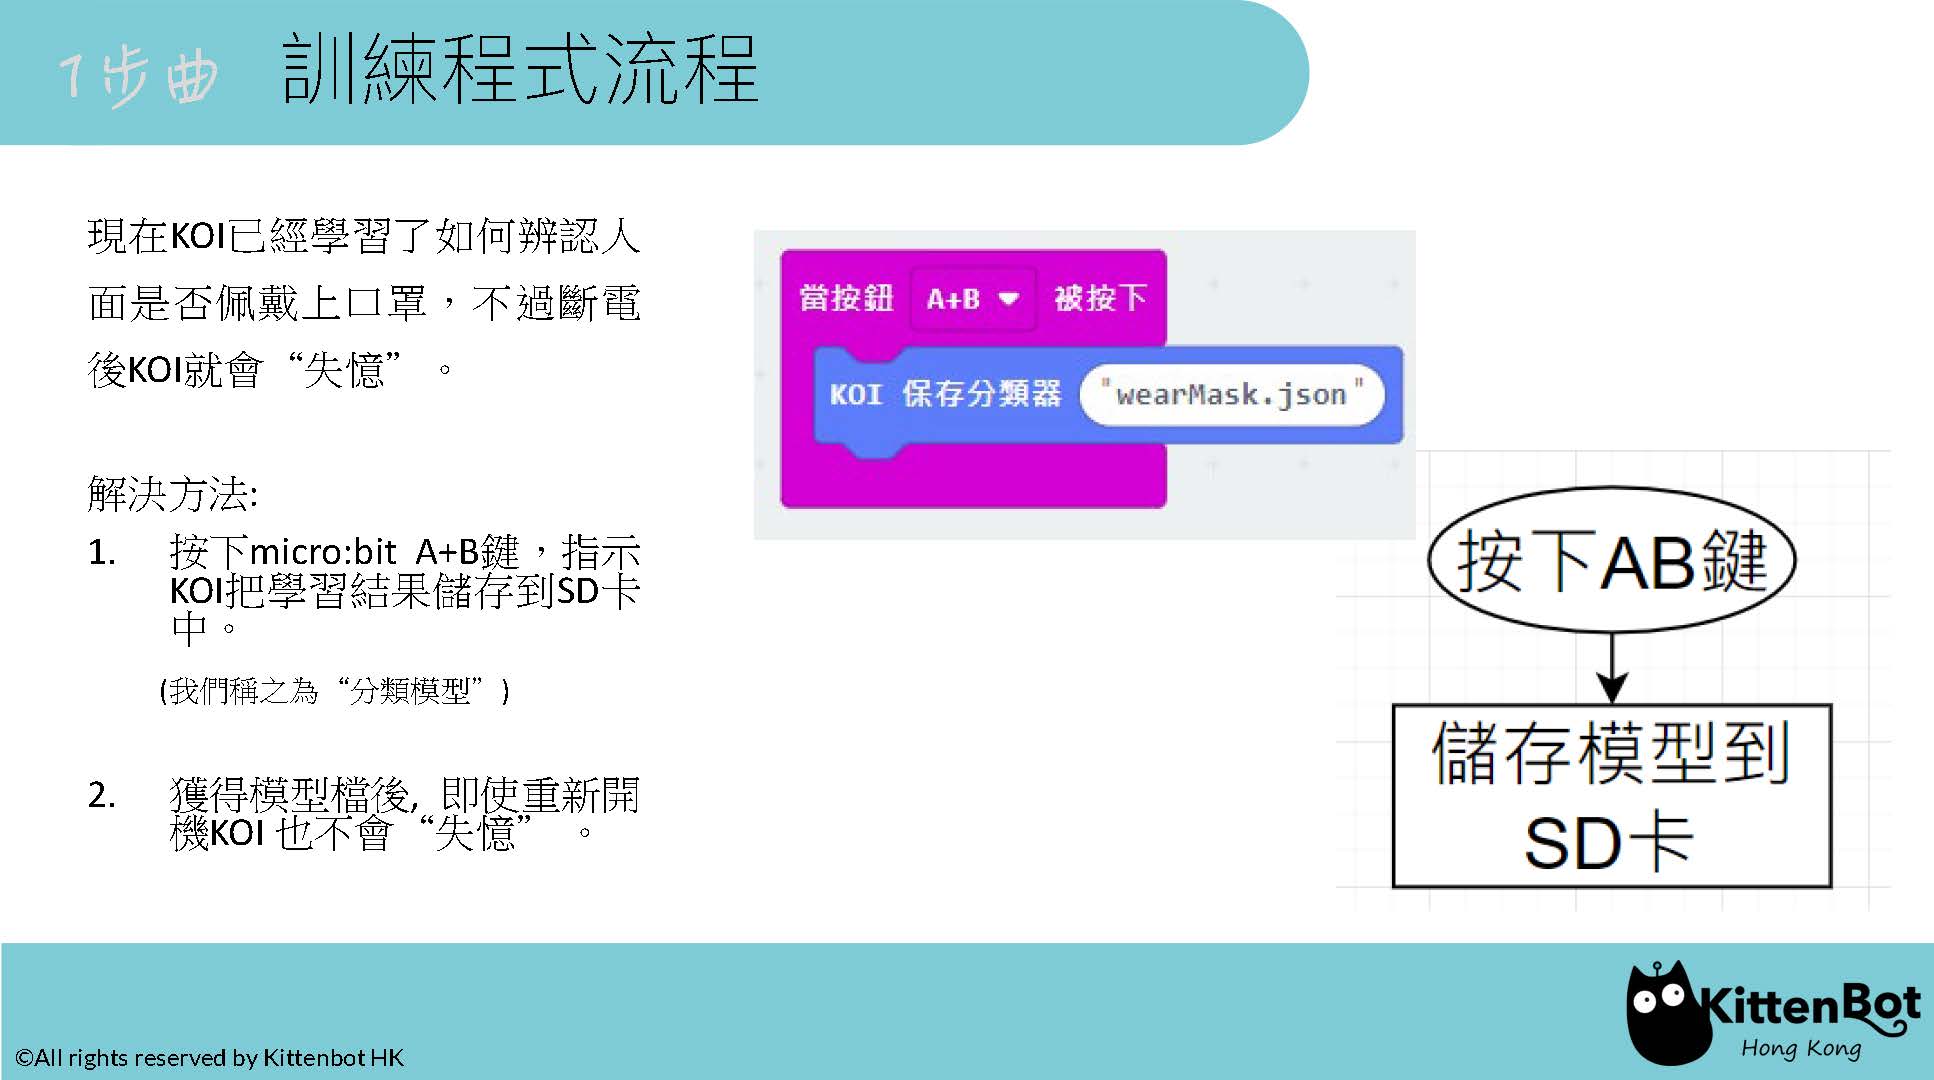 1步曲 訓練程式流程
現在KOI已經學習了如何辨認人
面是否佩戴上口罩，不過斷電
後KOI就會“失憶”。
解決方法:
1. 按下micro:bit A+B鍵，指示
KOI把學習結果儲存到SD卡
中。
(我們稱之為“分類模型”)
2. 獲得模型檔後, 即使重新開
機KOI 也不會“失憶” 。
當按鈕 A+B 被按下
KOI 保存分類器 "wearMask.json"
按下AB鍵
儲存模型到
SD卡
KittenBot
Hong Kong
©All rights reserved by Kittenbot HK